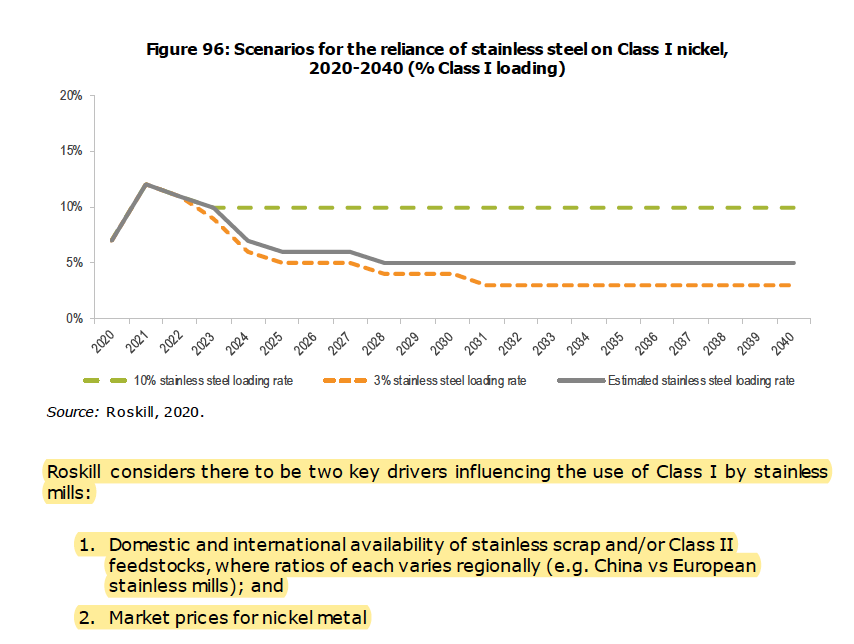 Figure 96: Scenarios for the reliance of stainless steel on Class I nickel,
2020-2040 (% Class I loading)
20%
15%
10%
5%
0%
2020 2021 2022 2023 2024 2025 2026 2027 2028 2029 2030 2031 2032 2033 2034 2035 2036 2037 2038 2039 2040
10% stainless steel loading rate 3% stainless steel loading rate Estimated stainless steel loading rate
Source: Roskill, 2020.
Roskill considers there to be two key drivers influencing the use of Class I by stainless
mills:
1. Domestic and international availability of stainless scrap and/or Class II
feedstocks, where ratios of each varies regionally (e.g. China vs European
stainless mills); and
2. Market prices for nickel metal